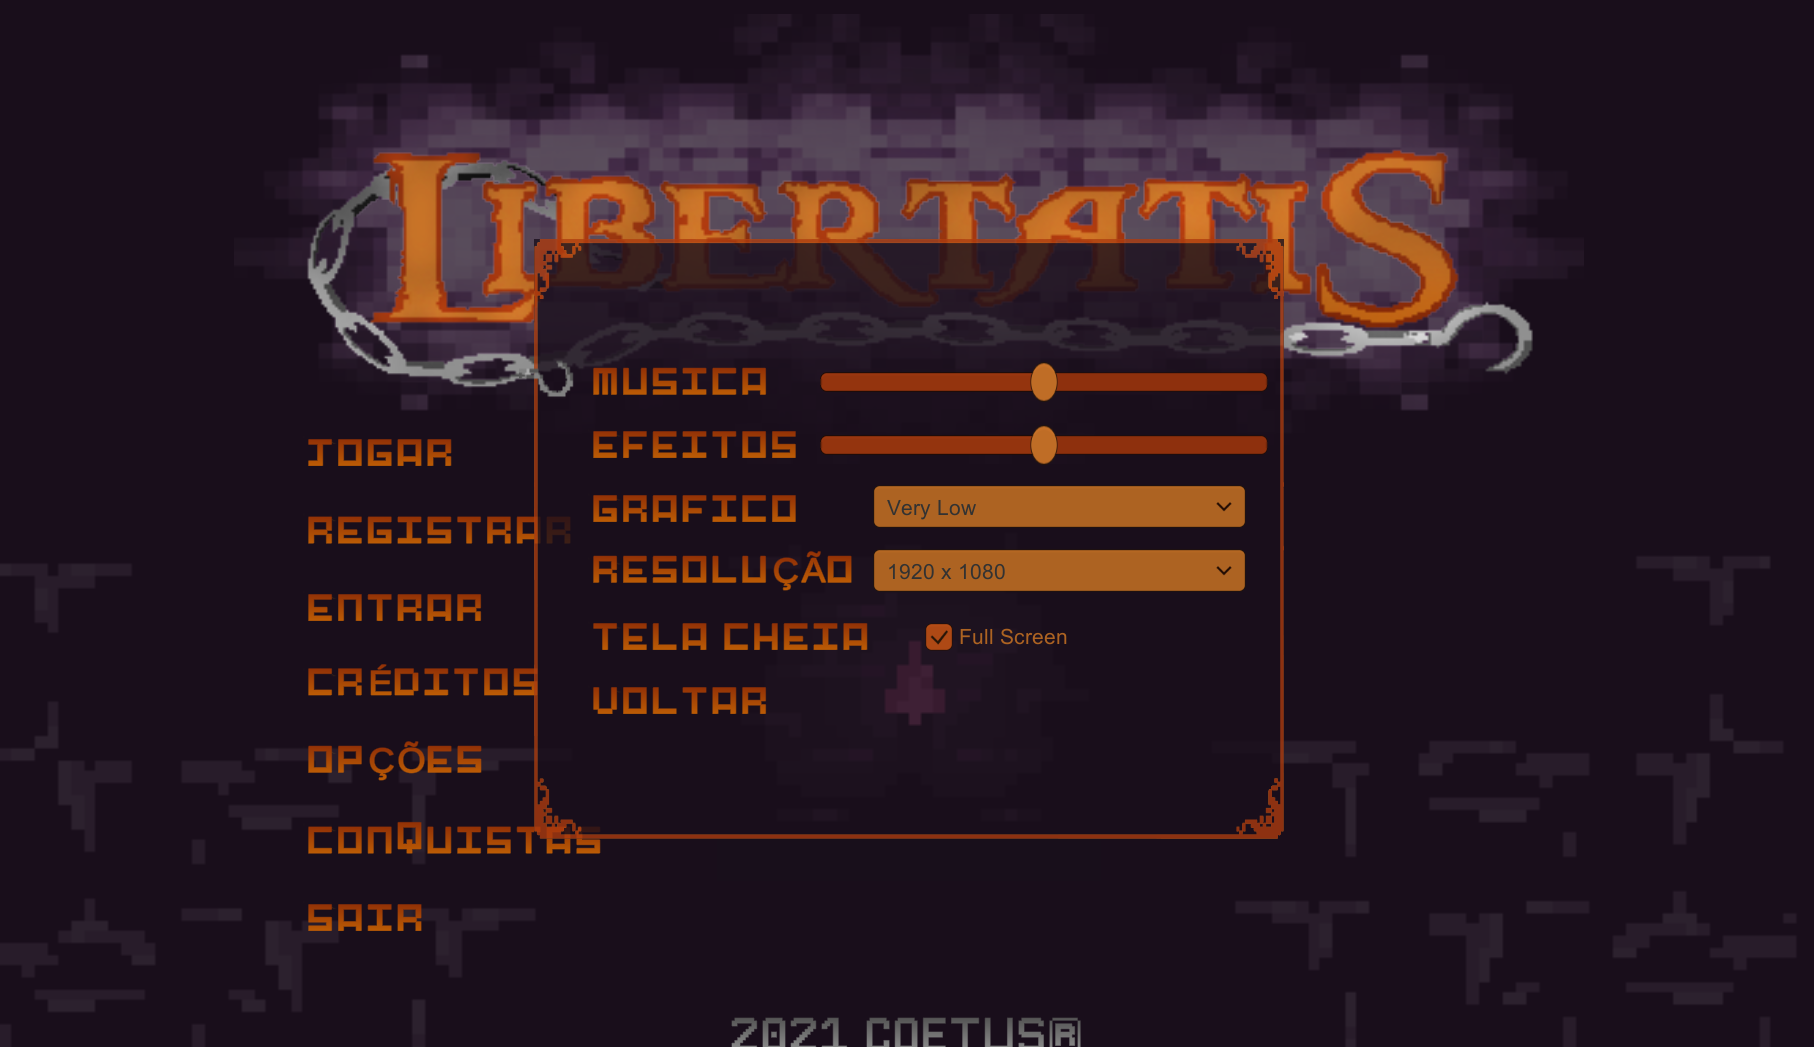 LIBERTATIS
MUSICA
EFEITOS
GRAFICO Very Low
RESOLUÇÃO 1920 x 1080
TELA CHEIA Full Screen
VOLTAR
JOGAR
REGISTRAR
ENTRAR
CRÉDITOS
OPÇÕES
CONQUISTAS
SAIR
2021 COETUS®